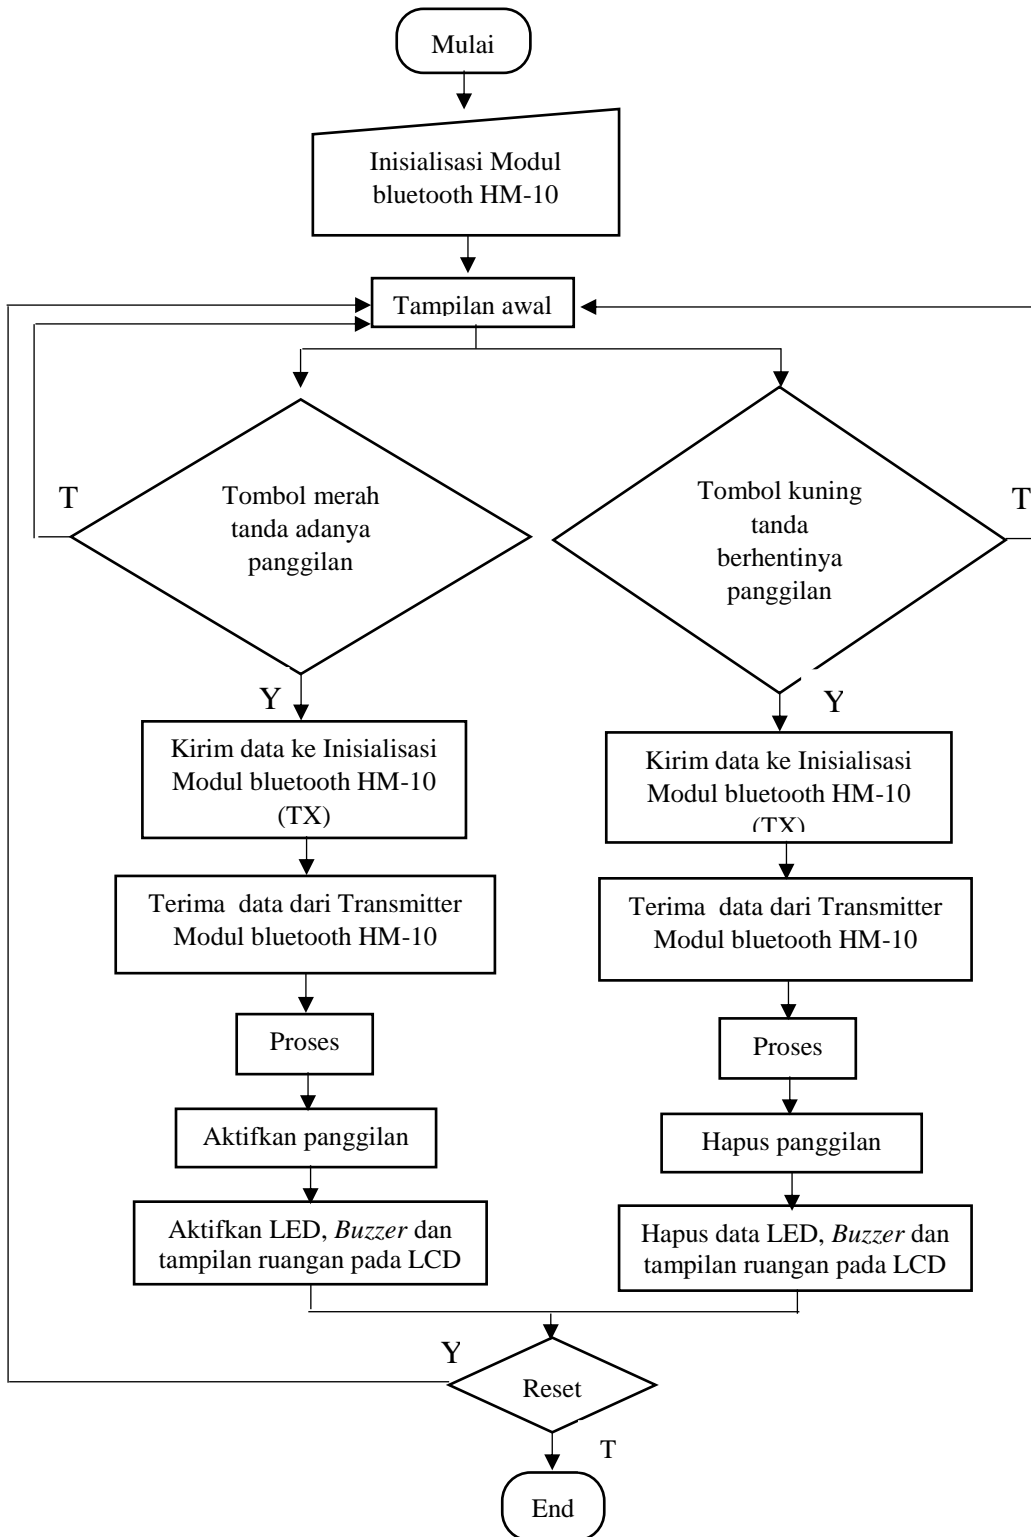 Mulai
Inisialisasi Modul
bluetooth HM-10
Tampilan awal
T
Tombol merah
tanda adanya
panggilan
Tombol kuning
tanda
berhentinya
panggilan
T
Y
Y
Kirim data ke Inisialisasi
Modul bluetooth HM-10
(TX)
Kirim data ke Inisialisasi
Modul bluetooth HM-10
(TX)
Terima data dari Transmitter
Modul bluetooth HM-10
Terima data dari Transmitter
Modul bluetooth HM-10
Proses
Proses
Aktifkan panggilan
Hapus panggilan
Aktifkan LED, Buzzer dan
tampilan ruangan pada LCD
Hapus data LED, Buzzer dan
tampilan ruangan pada LCD
Y
Reset
T
End